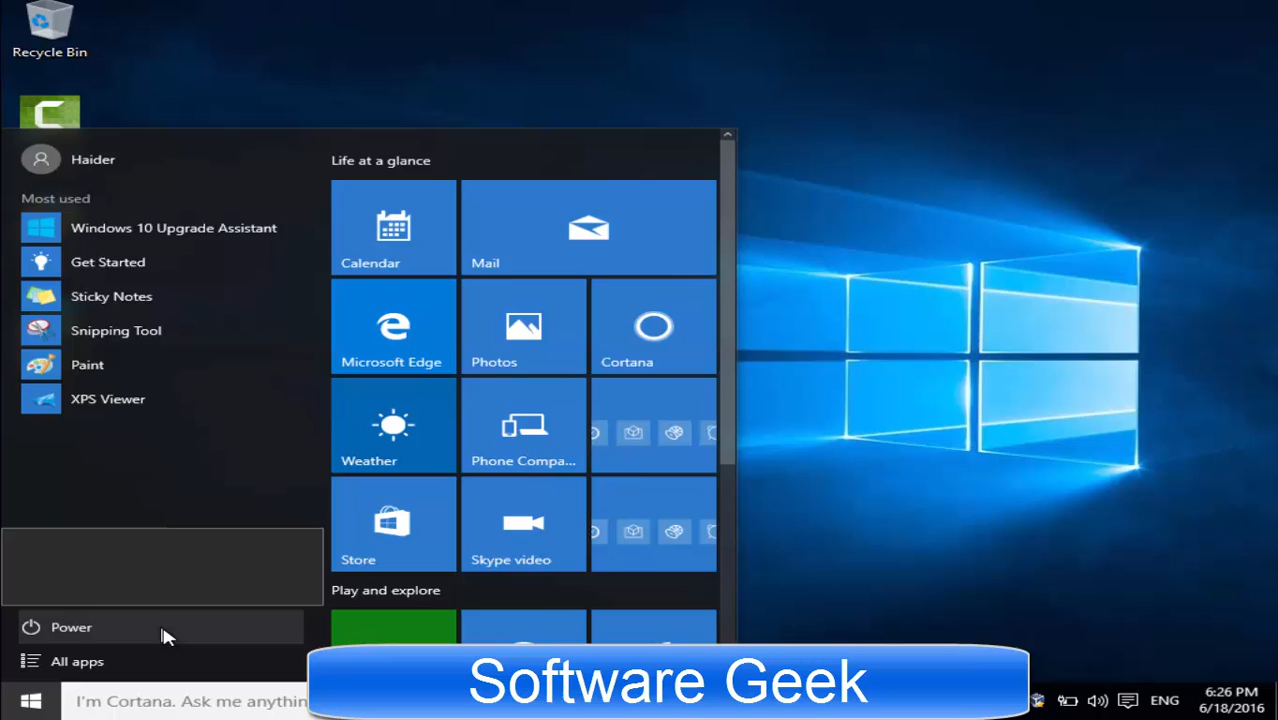 Recycle Bin
Haider
Most used
Windows 10 Upgrade Assistant
Get Started
Sticky Notes
Snipping Tool
Paint
XPS Viewer
Power
All apps
Life at a glance
Calendar
Mail
Microsoft Edge
Photos
Cortana
Weather
Phone Compa...
Store
Skype video
Play and explore
I'm Cortana. Ask me anythin
Software Geek
ENG
6:26 PM
6/18/2016